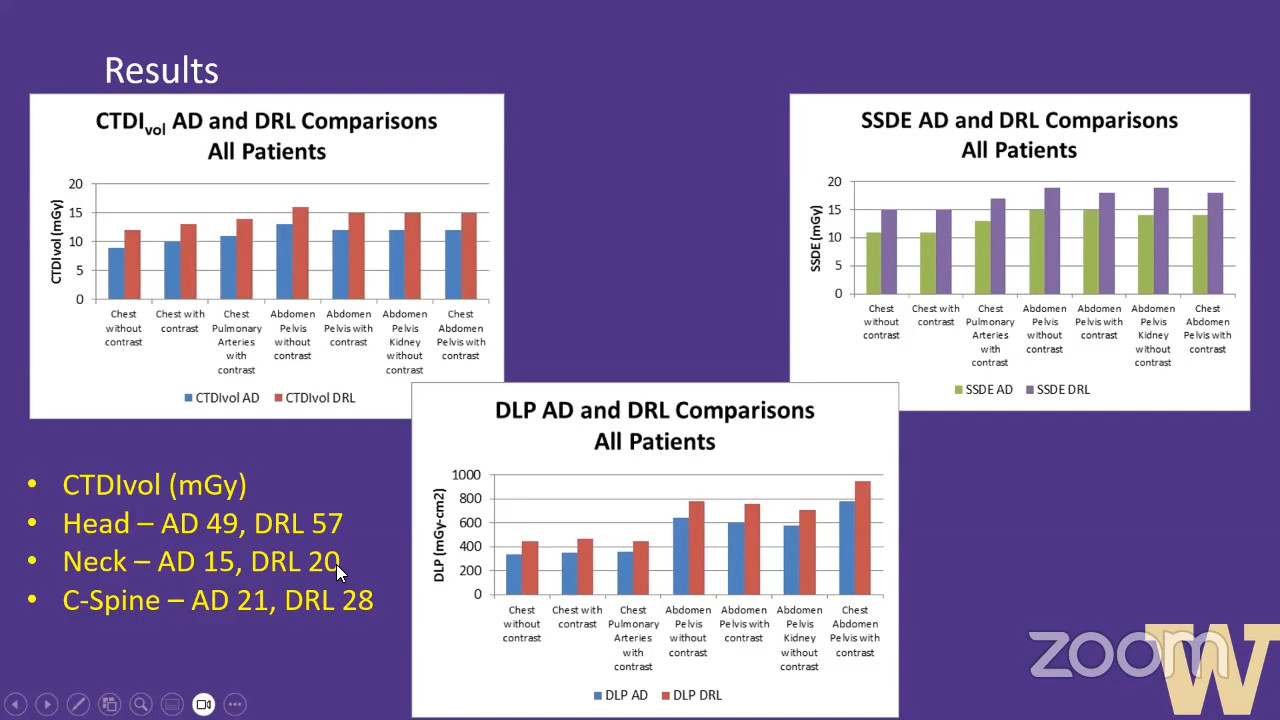 Results
CTDIvol AD and DRL Comparisons
All Patients
CTDIvol (mGy)
20
15
10
5
0
Chest without contrast
Chest with contrast
Chest Pulmonary Arteries with contrast
Abdomen Pelvis without contrast
Abdomen Pelvis with contrast
Abdomen Pelvis Kidney without contrast
Chest Abdomen Pelvis with contrast
CTDIvol AD CTDIvol DRL
SSDE AD and DRL Comparisons
All Patients
SSDE (mGy)
20
15
10
5
0
Chest without contrast
Chest with contrast
Chest Pulmonary Arteries with contrast
Abdomen Pelvis without contrast
Abdomen Pelvis with contrast
Abdomen Pelvis Kidney without contrast
Chest Abdomen Pelvis with contrast
SSDE AD SSDE DRL
DLP AD and DRL Comparisons
All Patients
DLP (mGy-cm2)
1000
800
600
400
200
0
Chest without contrast
Chest with contrast
Chest Pulmonary Arteries with contrast
Abdomen Pelvis without contrast
Abdomen Pelvis with contrast
Abdomen Pelvis Kidney without contrast
Chest Abdomen Pelvis with contrast
DLP AD DLP DRL
• CTDIvol (mGy)
• Head – AD 49, DRL 57
• Neck – AD 15, DRL 20
• C-Spine – AD 21, DRL 28
zoom
W